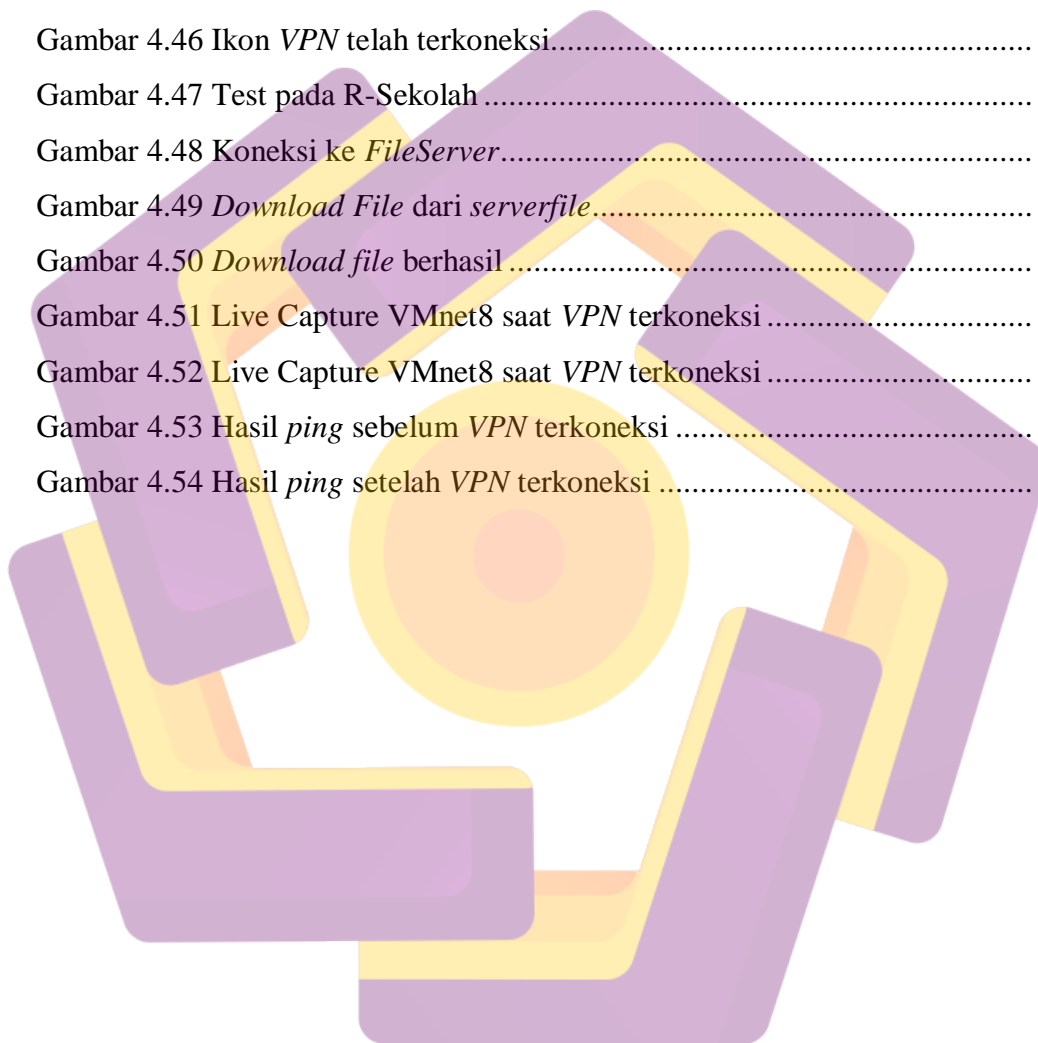 Gambar 4.46 Ikon VPN telah terkoneksi................................................................................
Gambar 4.47 Test pada R-Sekolah............................................................................................
Gambar 4.48 Koneksi ke FileServer.........................................................................................
Gambar 4.49 Download File dari serverfile.........................................................................
Gambar 4.50 Download file berhasil.......................................................................................
Gambar 4.51 Live Capture VMnet8 saat VPN terkoneksi.............................................
Gambar 4.52 Live Capture VMnet8 saat VPN terkoneksi.............................................
Gambar 4.53 Hasil ping sebelum VPN terkoneksi............................................................
Gambar 4.54 Hasil ping setelah VPN terkoneksi...............................................................